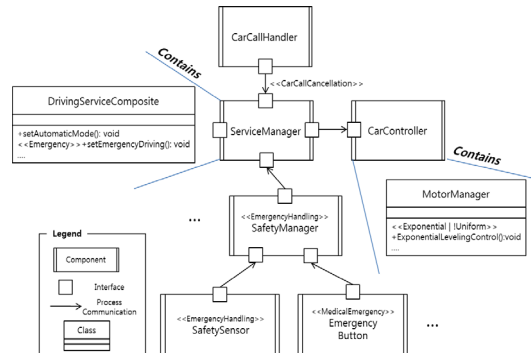 CarCallHandler
Contains
<<CarCallCancellation>>
DrivingServiceComposite
+setAutomaticMode(): void
<<Emergency>> +setEmergencyDriving(): void
....
ServiceManager
CarController
Contains
MotorManager
<<Exponential | !Uniform>>
+ExponentialLevelingControl():void
....
...
<<EmergencyHandling>>
SafetyManager
Legend
Component
Interface
Process
Communication
Class
<<EmergencyHandling>>
SafetySensor
<<MedicalEmergency>>
Emergency
Button
...